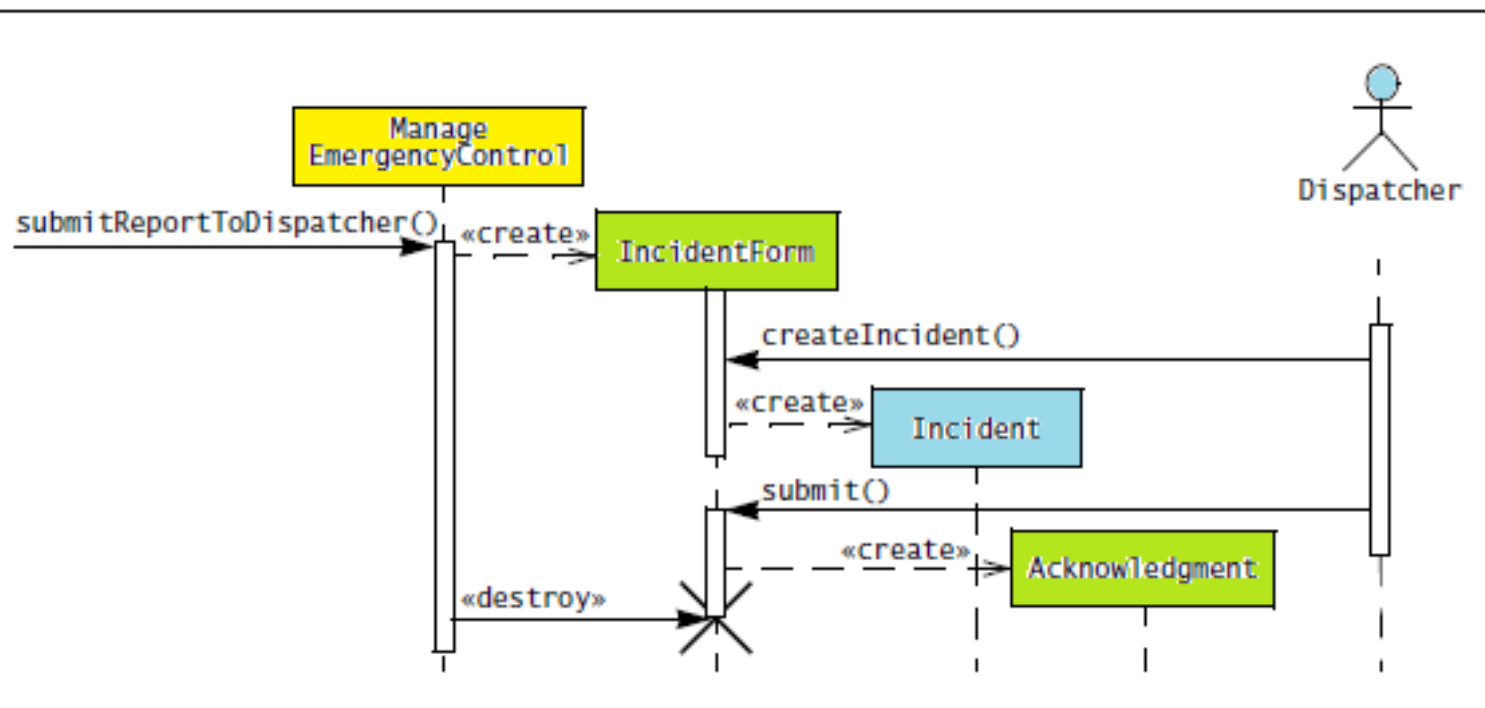 Manage
EmergencyControl
Dispatcher
submitReportToDispatcher()
«create»
IncidentForm
createIncident()
«create»
Incident
submit()
«create»
Acknowledgment
«destroy»